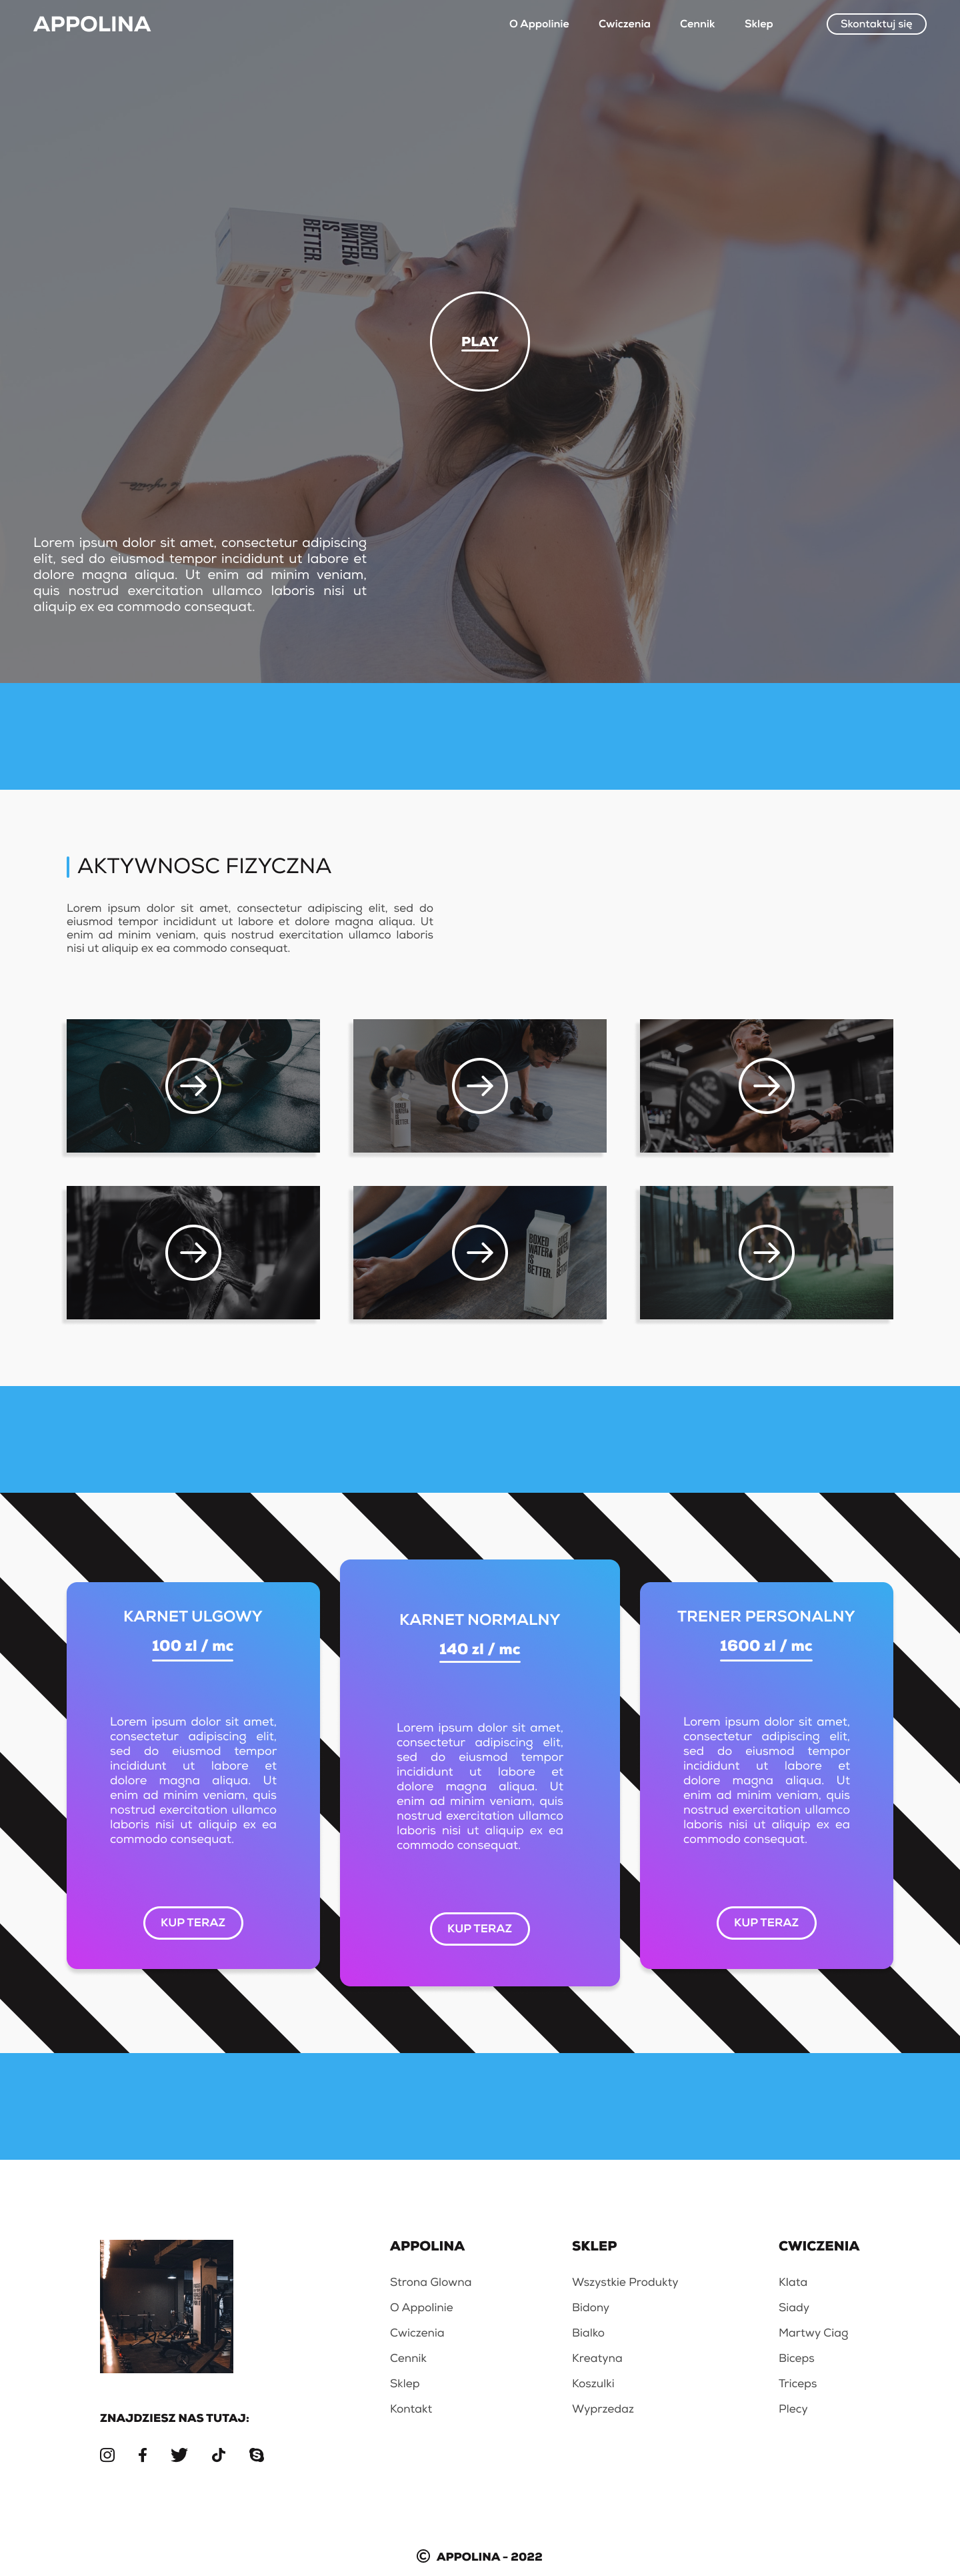 APPOLINA
O Appolinie
Cwiczenia
Cennik
Sklep
Skontaktuj się
BOXED
WATER
IS
BETTER.
PLAY
Lorem ipsum dolor sit amet, consectetur adipiscing
elit, sed do eiusmod tempor incididunt ut labore et
dolore magna aliqua. Ut enim ad minim veniam,
quis nostrud exercitation ullamco laboris nisi ut
aliquip ex ea commodo consequat.
AKTYWNOSC FIZYCZNA
Lorem ipsum dolor sit amet, consectetur adipiscing elit, sed do
eiusmod tempor incididunt ut labore et dolore magna aliqua. Ut
enim ad minim veniam, quis nostrud exercitation ullamco laboris
nisi ut aliquip ex ea commodo consequat.
BOXED
WATER
IS
BETTER.
BOXED
WATER
IS
BETTER.
KARNET ULGOWY
100 zl / mc
Lorem ipsum dolor sit amet,
consectetur adipiscing elit,
sed do eiusmod tempor
incididunt ut labore et
dolore magna aliqua. Ut
enim ad minim veniam, quis
nostrud exercitation ullamco
laboris nisi ut aliquip ex ea
commodo consequat.
KUP TERAZ
KARNET NORMALNY
140 zl / mc
Lorem ipsum dolor sit amet,
consectetur adipiscing elit,
sed do eiusmod tempor
incididunt ut labore et
dolore magna aliqua. Ut
enim ad minim veniam, quis
nostrud exercitation ullamco
laboris nisi ut aliquip ex ea
commodo consequat.
KUP TERAZ
TRENER PERSONALNY
1600 zl / mc
Lorem ipsum dolor sit amet,
consectetur adipiscing elit,
sed do eiusmod tempor
incididunt ut labore et
dolore magna aliqua. Ut
enim ad minim veniam, quis
nostrud exercitation ullamco
laboris nisi ut aliquip ex ea
commodo consequat.
KUP TERAZ
ZNAJDZIESZ NAS TUTAJ:
APPOLINA
Strona Glowna
O Appolinie
Cwiczenia
Cennik
Sklep
Kontakt
SKLEP
Wszystkie Produkty
Bidony
Bialko
Kreatyna
Koszulki
Wyprzedaz
CWICZENIA
Klata
Siady
Martwy Ciag
Biceps
Triceps
Plecy
© APPOLINA - 2022